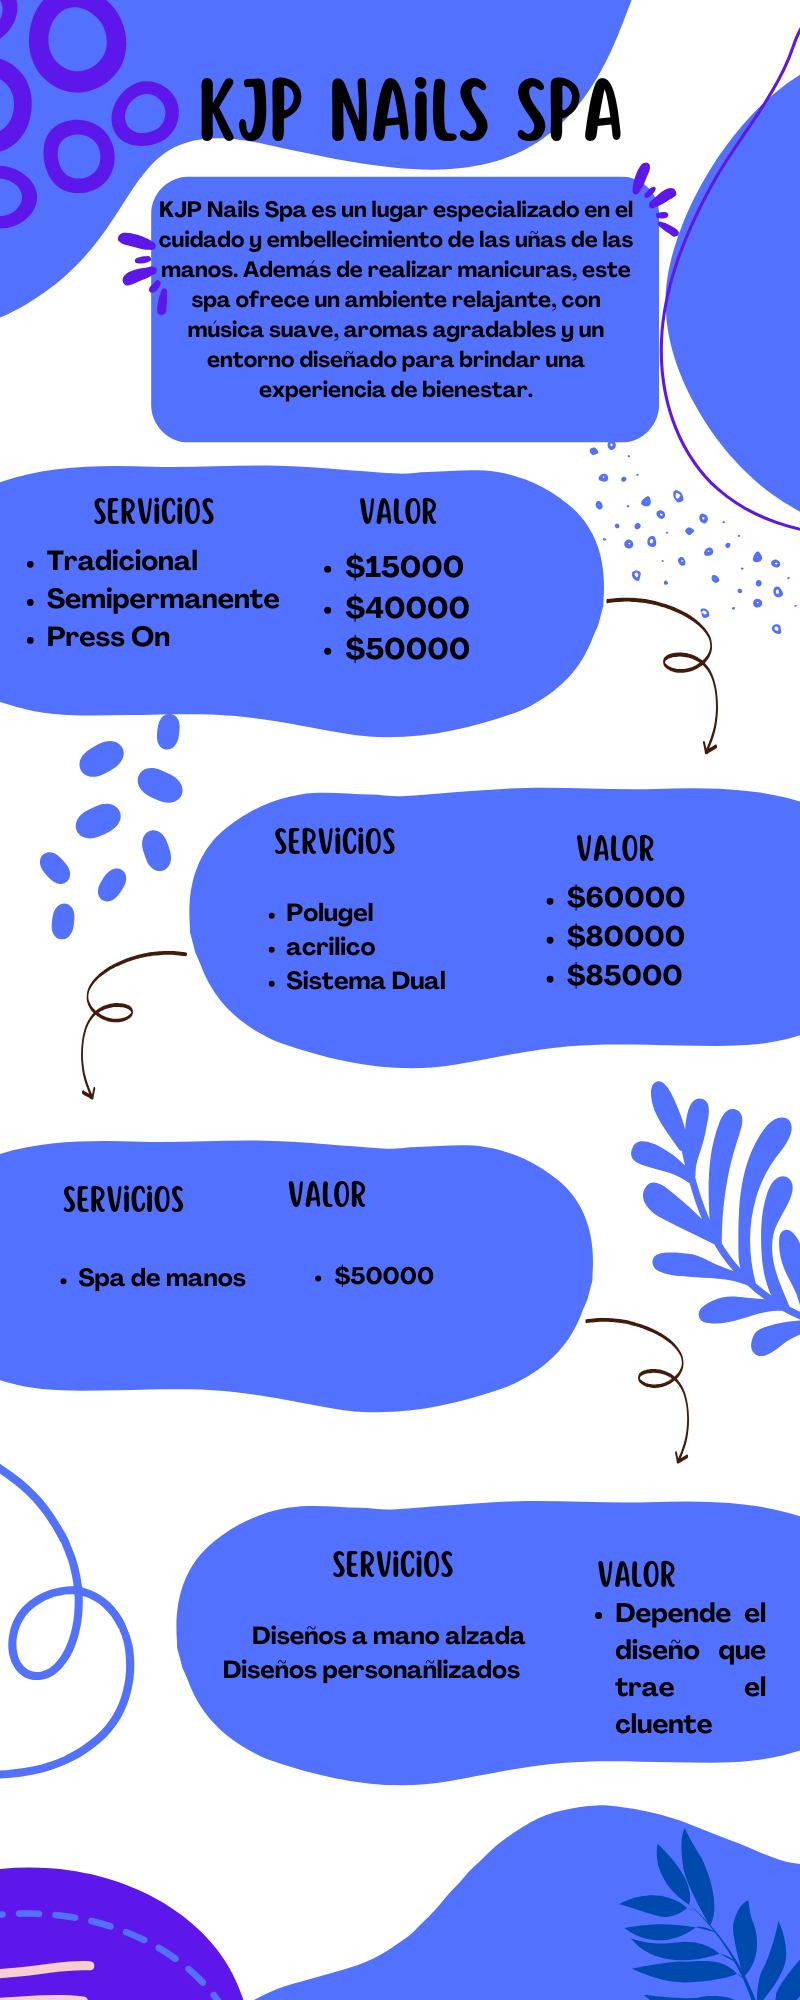 KJP NAiLS SPA
KJP Nails Spa es un lugar especializado en el
cuidado y embellecimiento de las uñas de las
manos. Además de realizar manicuras, este
spa ofrece un ambiente relajante, con
música suave, aromas agradables y un
entorno diseñado para brindar una
experiencia de bienestar.
SERViCiOS
• Tradicional
• Semipermanente
• Press On
VALOR
• $15000
• $40000
• $50000
SERViCiOS
• Polugel
• acrilico
• Sistema Dual
VALOR
• $60000
• $80000
• $85000
SERViCiOS
• Spa de manos
VALOR
• $50000
SERViCiOS
Diseños a mano alzada
Diseños personañlizados
VALOR
• Depende el
diseño que
trae el
cluente